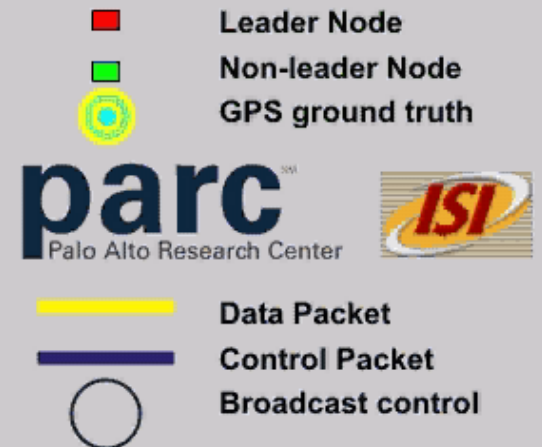 Leader Node
Non-leader Node
GPS ground truth
parc
Palo Alto Research Center
ISI
Data Packet
Control Packet
Broadcast control